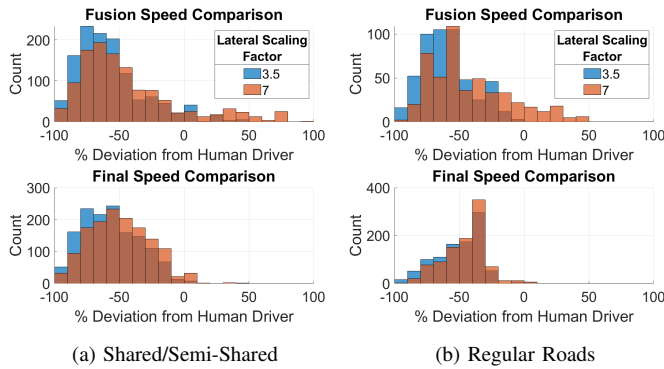 Fusion Speed Comparison
Count
200
100
0
-100 -50 0 50 100
% Deviation from Human Driver
Lateral Scaling
Factor
3.5
7
Fusion Speed Comparison
Count
100
50
0
-100 -50 0 50 100
% Deviation from Human Driver
Lateral Scaling
Factor
3.5
7
Final Speed Comparison
Count
300
200
100
0
-100 -50 0 50 100
% Deviation from Human Driver
Final Speed Comparison
Count
400
200
0
-100 -50 0 50 100
% Deviation from Human Driver
(a) Shared/Semi-Shared
(b) Regular Roads